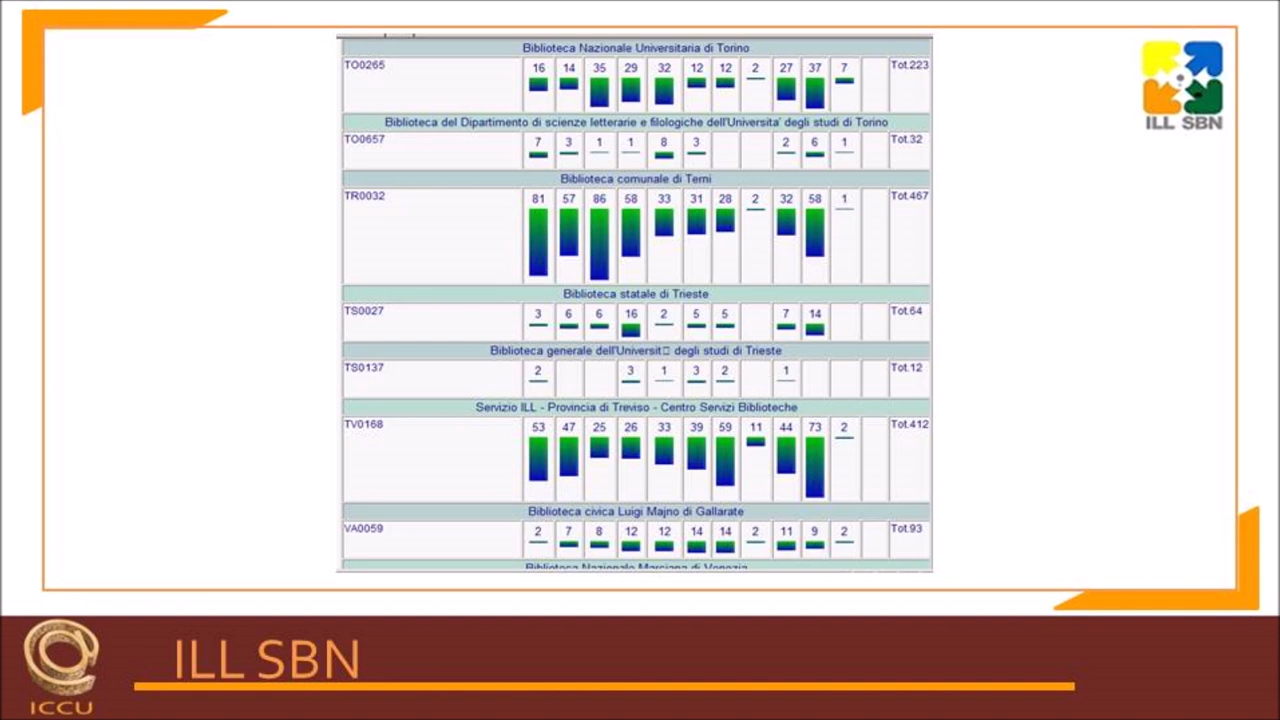 Biblioteca Nazionale Universitaria di Torino
TO0265 16 14 35 29 32 12 12 2 27 37 7 Tot.223
Biblioteca del Dipartimento di scienze letterarie e filologiche dell'Universita' degli studi di Torino
TO0657 7 3 1 1 8 3 2 6 1 Tot.32
Biblioteca comunale di Terni
TR0032 81 57 86 58 33 31 28 2 32 58 1 Tot.467
Biblioteca statale di Trieste
TS0027 3 6 6 16 2 5 5 7 14 Tot.64
Biblioteca generale dell'Universit□ degli studi di Trieste
TS0137 2 3 1 3 2 1 Tot.12
Servizio ILL - Provincia di Treviso - Centro Servizi Biblioteche
TV0168 53 47 25 26 33 39 59 11 44 73 2 Tot.412
Biblioteca civica Luigi Majno di Gallarate
VA0059 2 7 8 12 12 14 14 2 11 9 2 Tot.93
Biblioteca Nazionale Marciana di Venezia
ILL SBN
ILL SBN
ICCU